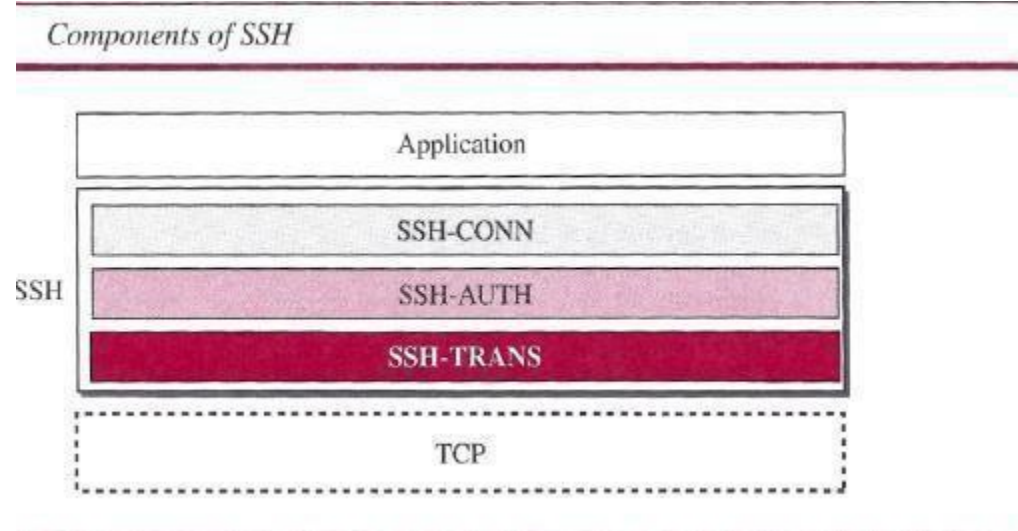 Components of SSH
Application
SSH-CONN
SSH
SSH-AUTH
SSH-TRANS
TCP